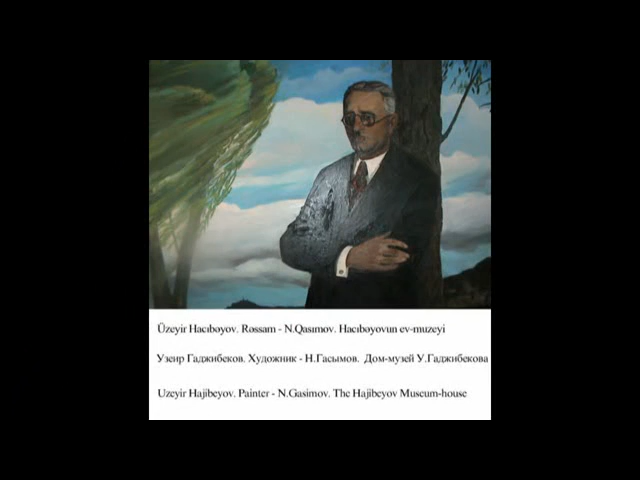 Üzeyir Hacıbəyov. Rəssam - N.Qasımov. Hacıbəyovun ev-muzeyi
Узеир Гаджибеков. Художник - Н.Гасымов. Дом-музей У.Гаджибекова
Uzeyir Hajibeyov. Painter - N.Gasimov. The Hajibeyov Museum-house